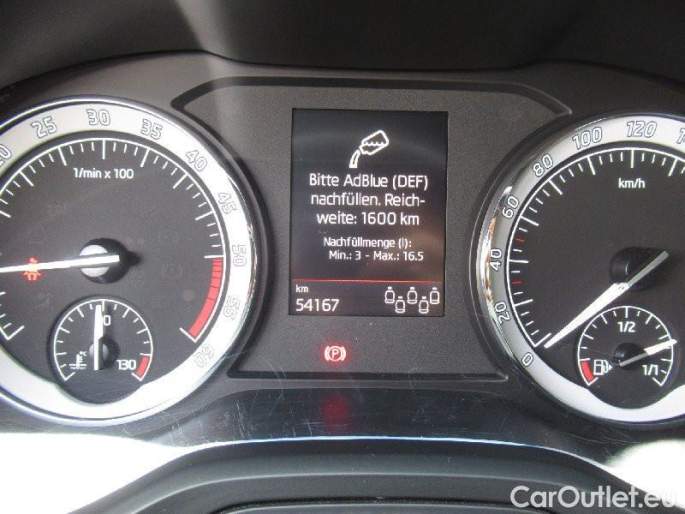 20
25
30
35
40
45
50
55
60
1/min x 100
90
130
Bitte AdBlue (DEF)
nachfüllen. Reich-
weite: 1600 km
Nachfüllmenge (l):
Min.: 3 - Max.: 16.5
km
54167
(P)
0
20
40
60
80
100
120
km/h
1/2
1/1
CarOutlet.eu